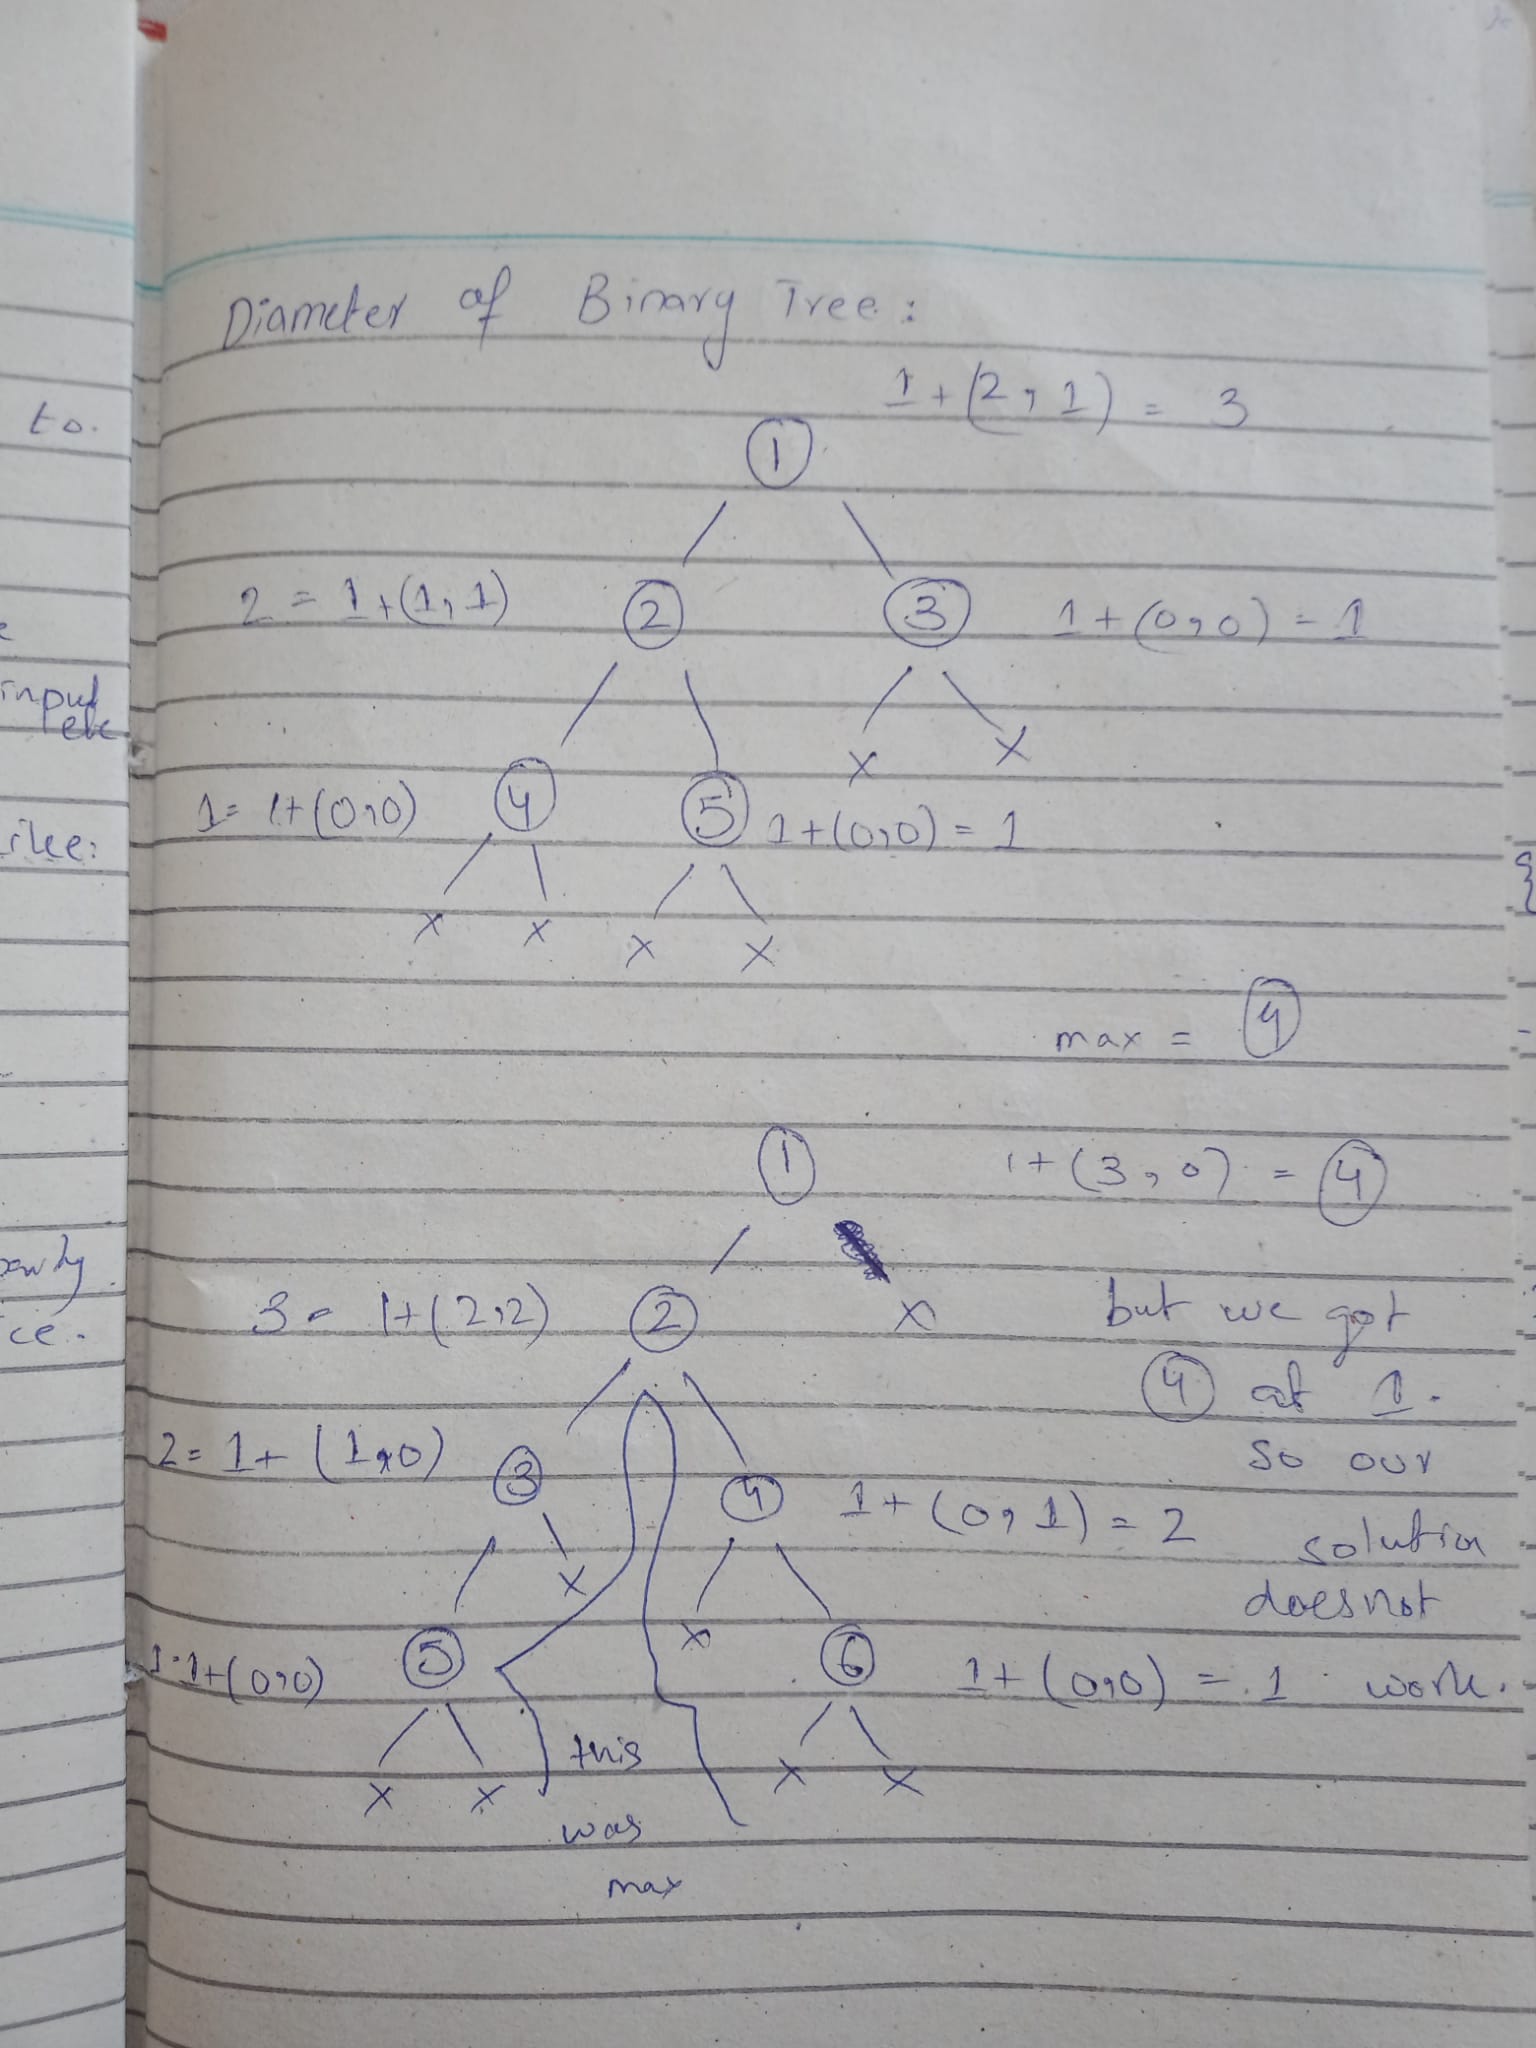 to.
input
etc
like:
ce.
Diameter of Binary Tree:
1+(2,1) = 3
1
2 = 1+(1,1) 2 3 1+(0,0) = 1
x x
1= 1+(0,0) 4 5 1+(0,0) = 1
x x x x
max = 4
1 1+(3,0) = 4
3 = 1+(2,2) 2 x but we got
4 at 1.
2= 1+(1,0) 3 so our
4 1+(0,1) = 2 solution
x does not
x
1=1+(0,0) 5 6 1+(0,0) = 1 work.
this
x x x x
was
max